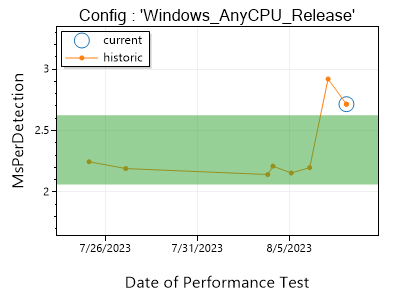 Config : 'Windows_AnyCPU_Release'
current
historic
3
2.5
2
MsPerDetection
7/26/2023
7/31/2023
8/5/2023
Date of Performance Test